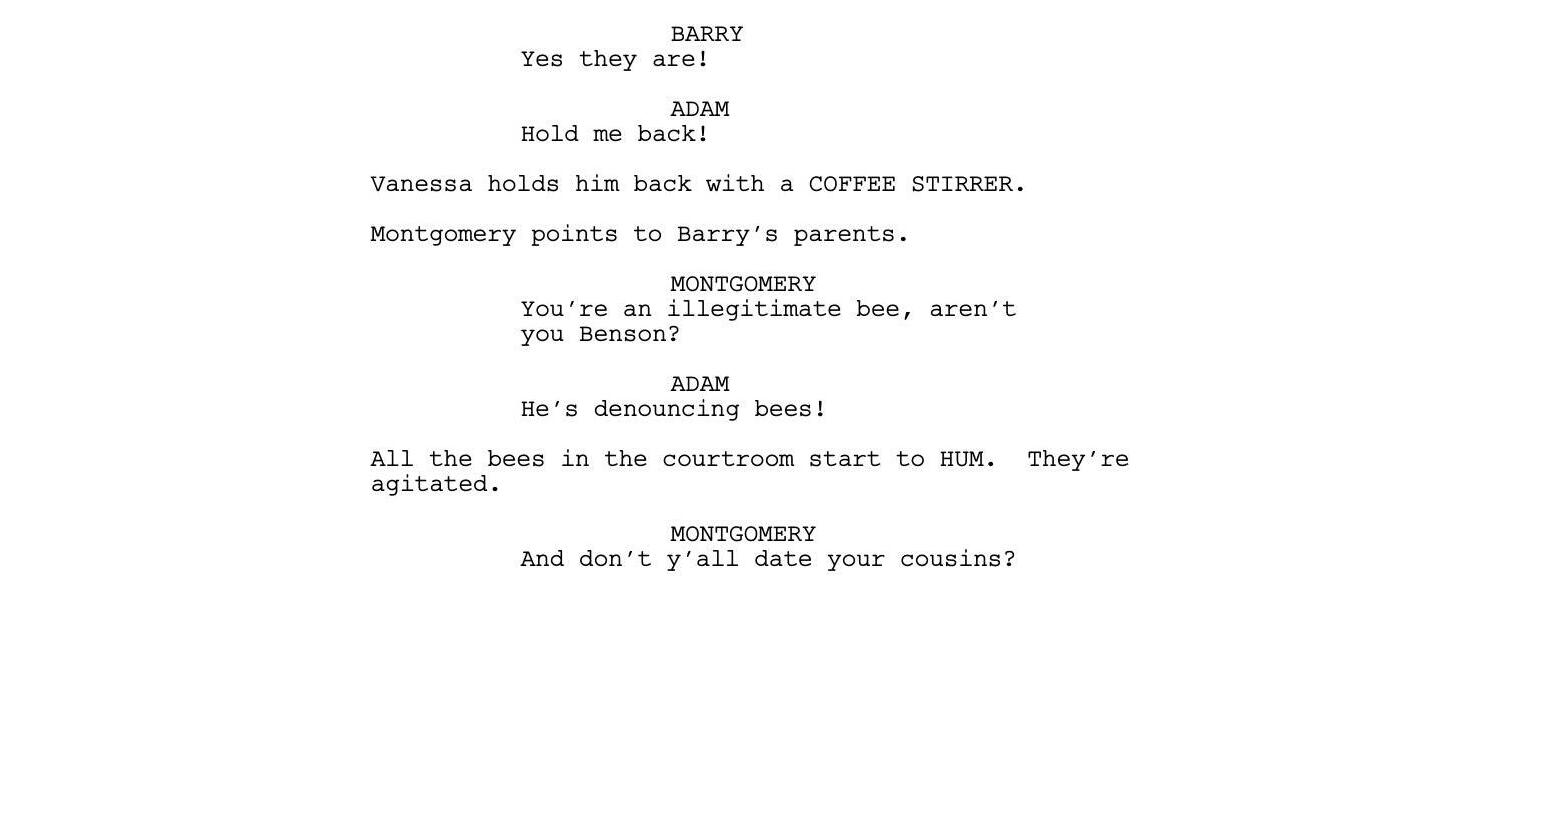 BARRY
Yes they are!
ADAM
Hold me back!
Vanessa holds him back with a COFFEE STIRRER.
Montgomery points to Barry’s parents.
MONTGOMERY
You’re an illegitimate bee, aren’t
you Benson?
ADAM
He’s denouncing bees!
All the bees in the courtroom start to HUM.  They’re
agitated.
MONTGOMERY
And don’t y’all date your cousins?